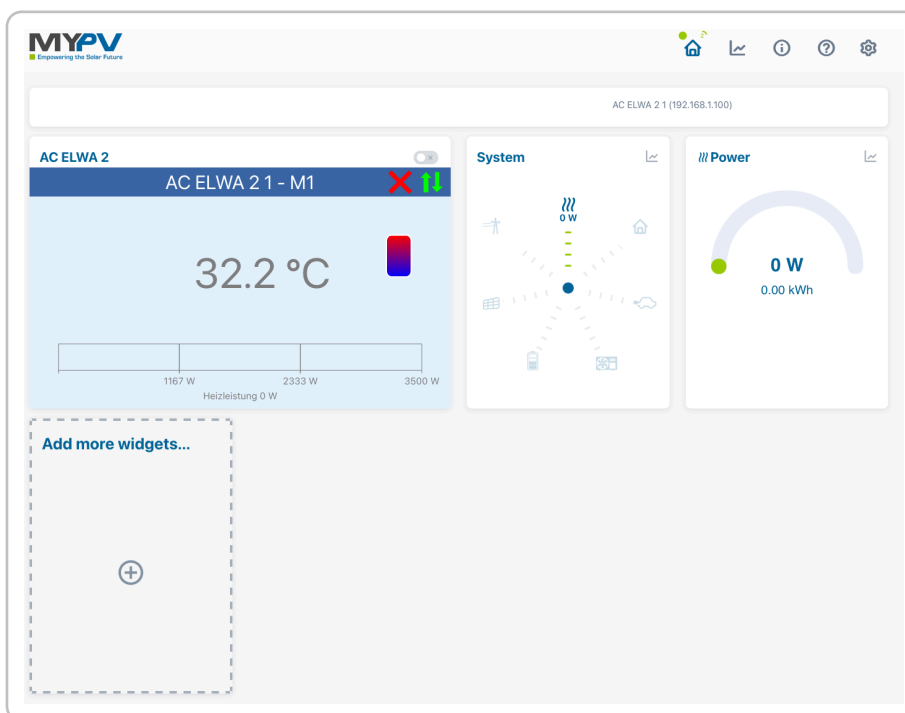 MYPV
Empowering the Solar Future
AC ELWA 2 1 (192.168.1.100)
AC ELWA 2
AC ELWA 2 1 - M1
32.2 °C
1167 W
2333 W
3500 W
Heizleistung 0 W
System
0 W
Power
0 W
0.00 kWh
Add more widgets...